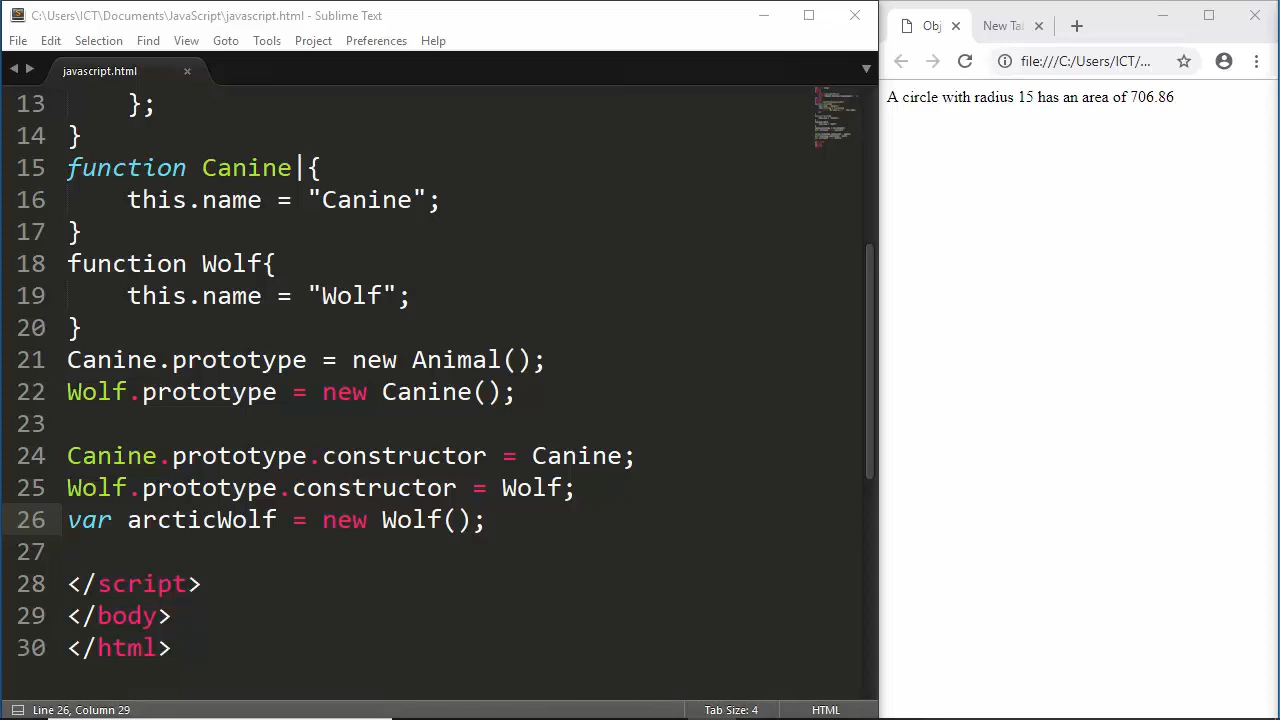 C:\Users\ICT\Documents\JavaScript\javascript.html - Sublime Text
File Edit Selection Find View Goto Tools Project Preferences Help
javascript.html
13 };
14 }
15 function Canine {
16 this.name = "Canine";
17 }
18 function Wolf{
19 this.name = "Wolf";
20 }
21 Canine.prototype = new Animal();
22 Wolf.prototype = new Canine();
23
24 Canine.prototype.constructor = Canine;
25 Wolf.prototype.constructor = Wolf;
26 var arcticWolf = new Wolf();
27
28 </script>
29 </body>
30 </html>
Line 26, Column 29 Tab Size: 4 HTML
Obj New Tal
file:///C:/Users/ICT/...
A circle with radius 15 has an area of 706.86